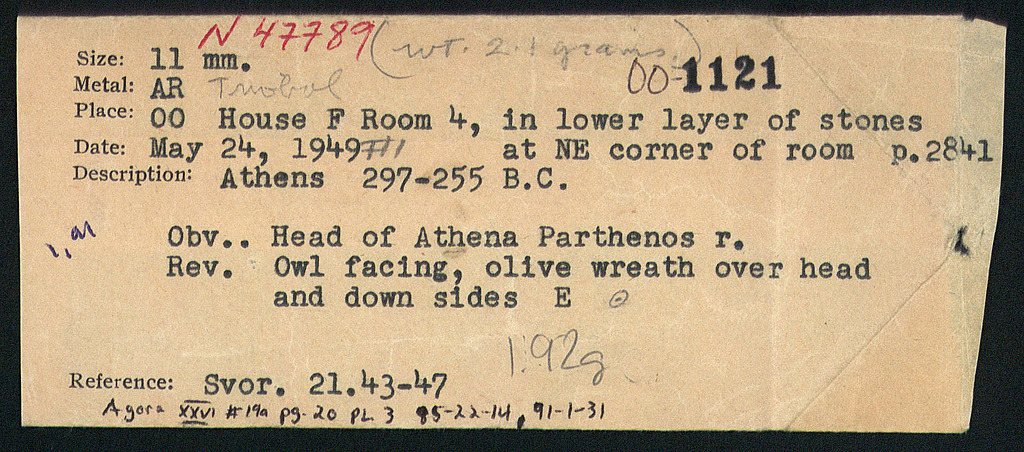 N 47789 (wt. 2.1 grams)
Size: 11 mm.
OO-1121
Metal: AR Triobol
Place: OO House F Room 4, in lower layer of stones
Date: May 24, 1949 III at NE corner of room p.2841
Description: Athens 297-255 B.C.
Obv.. Head of Athena Parthenos r.
Rev. Owl facing, olive wreath over head
and down sides E ⊙
1.92g
Reference: Svor. 21.43-47
Agora XXVI #19a pg. 20 PL 3 85-22-14, 91-1-31